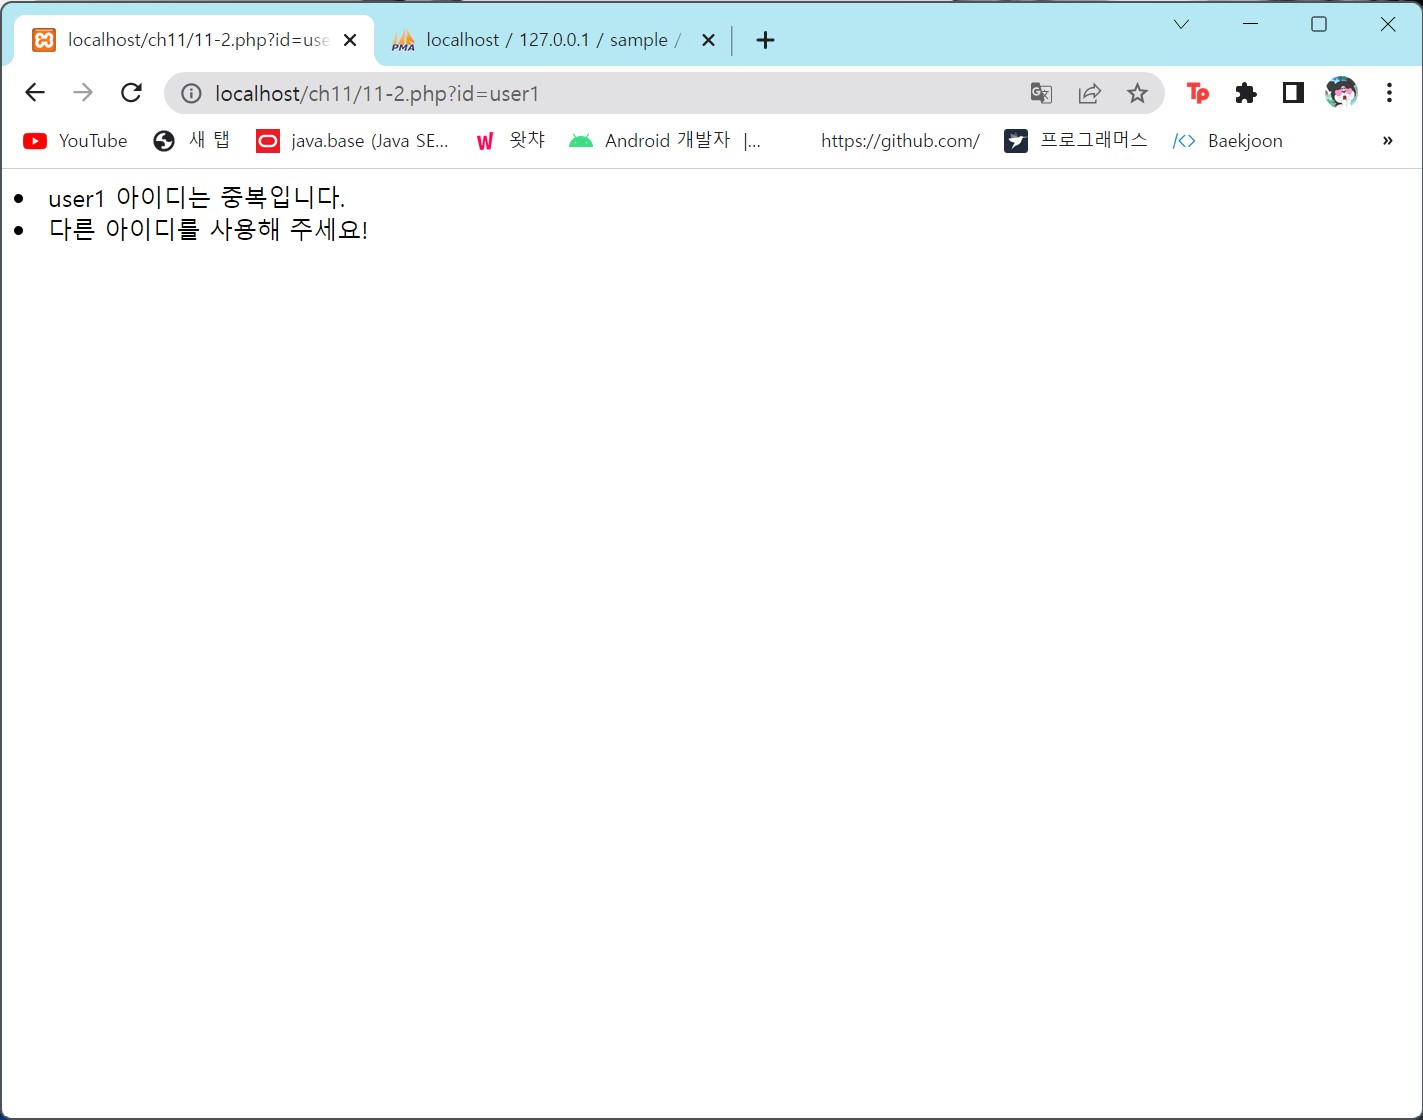 localhost/ch11/11-2.php?id=use
PMA localhost / 127.0.0.1 / sample /
localhost/ch11/11-2.php?id=user1
Tp
YouTube 새 탭 java.base (Java SE... W 왓챠 Android 개발자 |... https://github.com/ 프로그래머스 /<> Baekjoon »
• user1 아이디는 중복입니다.
• 다른 아이디를 사용해 주세요!